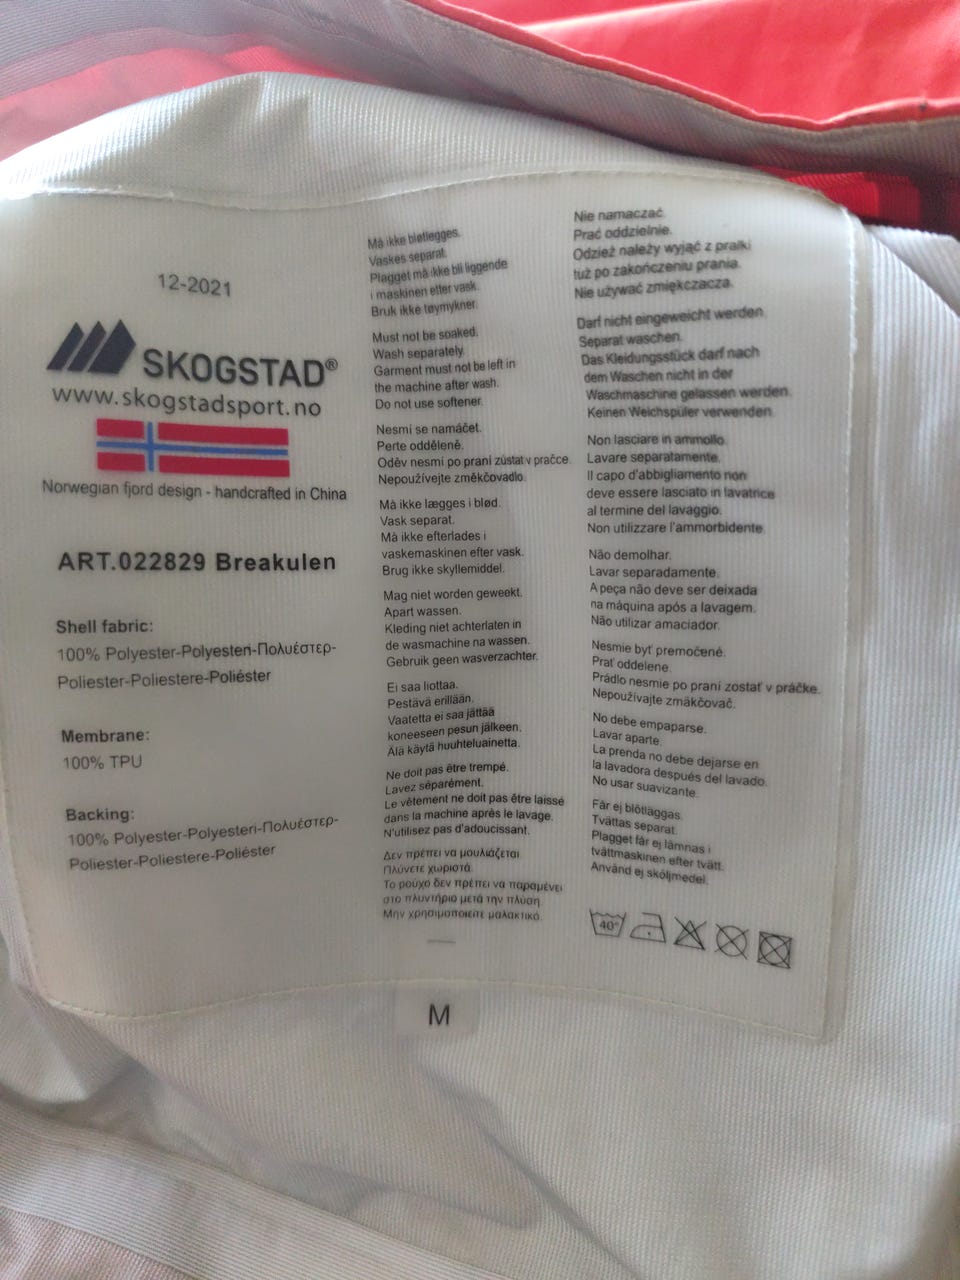 12-2021
SKOGSTAD®
www.skogstadsport.no
Norwegian fjord design - handcrafted in China
ART.022829 Breakulen
Shell fabric:
100% Polyester-Polyesteri-Πολυέστερ-
Poliester-Poliestere-Poliéster
Membrane:
100% TPU
Backing:
100% Polyester-Polyesteri-Πολυέστερ-
Poliester-Poliestere-Poliéster
Må ikke bløtlegges.
Vaskes separat.
Plagget må ikke bli liggende
i maskinen etter vask.
Bruk ikke tøymykner.
Must not be soaked.
Wash separately.
Garment must not be left in
the machine after wash.
Do not use softener.
Nesmí se namáčet.
Perte odděleně.
Oděv nesmí po praní zůstat v pračce.
Nepoužívejte změkčovadlo.
Må ikke lægges i blød.
Vask separat.
Må ikke efterlades i
vaskemaskinen efter vask.
Brug ikke skyllemiddel.
Mag niet worden geweekt.
Apart wassen.
Kleding niet achterlaten in
de wasmachine na wassen.
Gebruik geen wasverzachter.
Ei saa liottaa.
Pestävä erillään.
Vaatetta ei saa jättää
koneeseen pesun jälkeen.
Älä käytä huuhteluainetta.
Ne doit pas être trempé.
Lavez séparément.
Le vêtement ne doit pas être laissé
dans la machine après le lavage.
N'utilisez pas d'adoucissant.
Δεν πρέπει να μουλιάζεται
Πλύνετε χωριστά
Το ρούχο δεν πρέπει να παραμένει
στο πλυντήριο μετά την πλύση.
Μην χρησιμοποιείτε μαλακτικό.
Nie namaczać.
Prać oddzielnie.
Odzież należy wyjąć z pralki
tuż po zakończeniu prania.
Nie używać zmiękczacza.
Darf nicht eingeweicht werden.
Separat waschen.
Das Kleidungsstück darf nach
dem Waschen nicht in der
Waschmaschine gelassen werden.
Keinen Weichspüler verwenden.
Non lasciare in ammollo.
Lavare separatamente.
Il capo d'abbigliamento non
deve essere lasciato in lavatrice
al termine del lavaggio.
Non utilizzare l'ammorbidente.
Não demolhar.
Lavar separadamente.
A peça não deve ser deixada
na máquina após a lavagem.
Não utilizar amaciador.
Nesmie byť premočené.
Prať oddelene.
Prádlo nesmie po praní zostať v práčke.
Nepoužívajte zmäkčovač.
No debe empaparse.
Lavar aparte.
La prenda no debe dejarse en
la lavadora después del lavado.
No usar suavizante.
Får ej blötläggas.
Tvättas separat.
Plagget får ej lämnas i
tvättmaskinen efter tvätt.
Använd ej sköljmedel.
40°
M